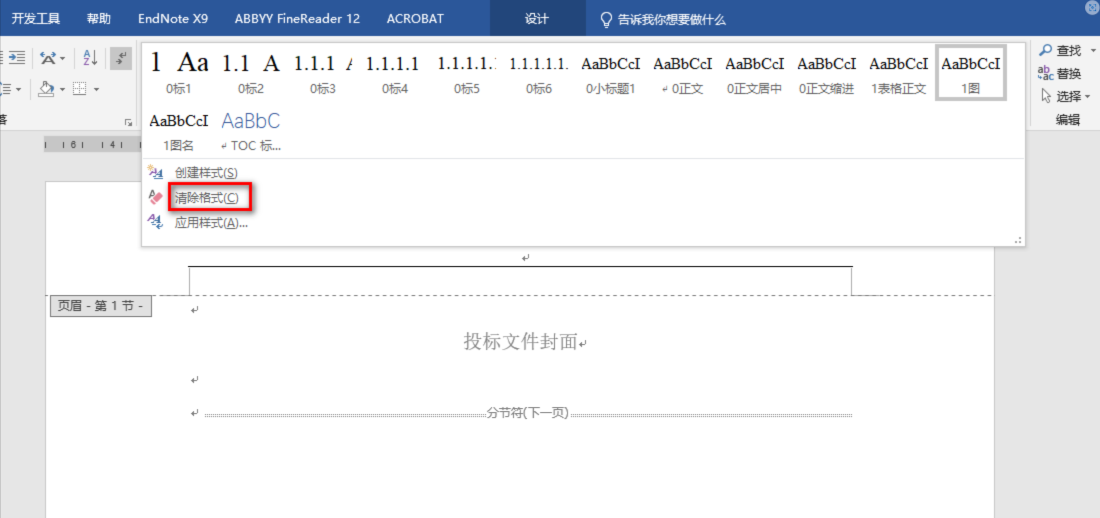 开发工具 帮助 EndNote X9 ABBYY FineReader 12 ACROBAT 设计 告诉我你想要做什么
1 Aa 1.1 A 1.1.1 A 1.1.1.1 1.1.1.1. 1.1.1.1.1. AaBbCcI AaBbCcI AaBbCcI AaBbCcI AaBbCcI AaBbCcI
0标1 0标2 0标3 0标4 0标5 0标6 0小标题1 ↵ 0正文 0正文居中 0正文缩进 1表格正文 1图
查找
替换
选择
编辑
AaBbCcI AaBbC
1图名 ↵ TOC 标...
6 4
创建样式(S)
清除格式(C)
应用样式(A)...
页眉 - 第 1 节 -
投标文件封面
分节符(下一页)